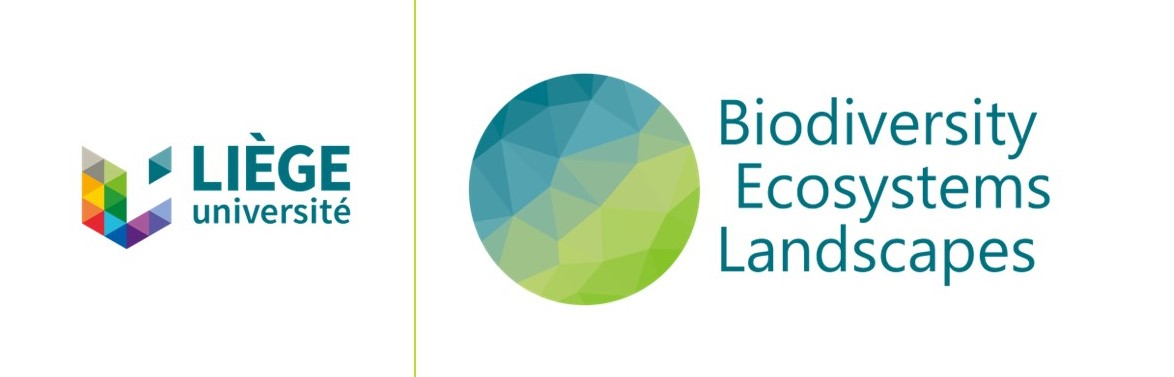 LIÈGE
université
Biodiversity
Ecosystems
Landscapes